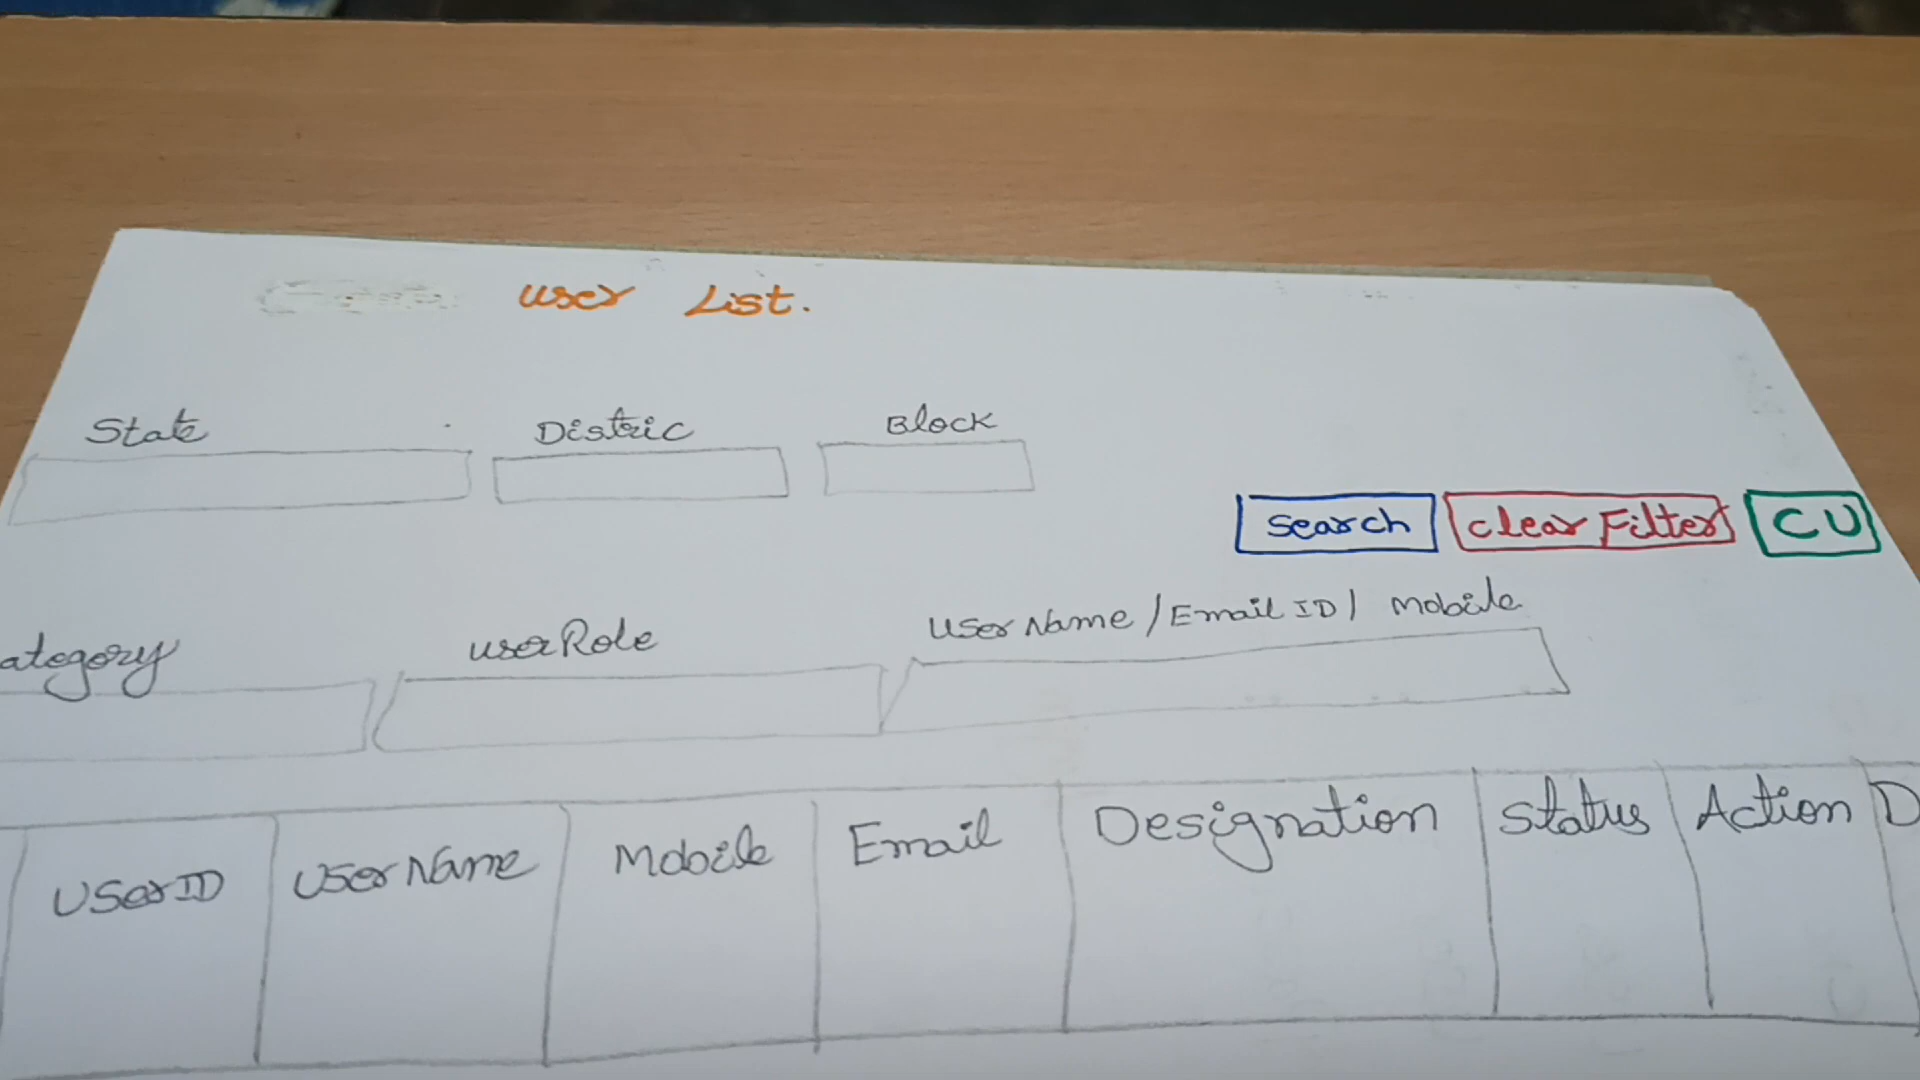 User List.
State Distric Block
Search Clear Filter CU
ategory userRole User Name / Email ID / Mobile
UserID User Name Mobile Email Designation Status Action D